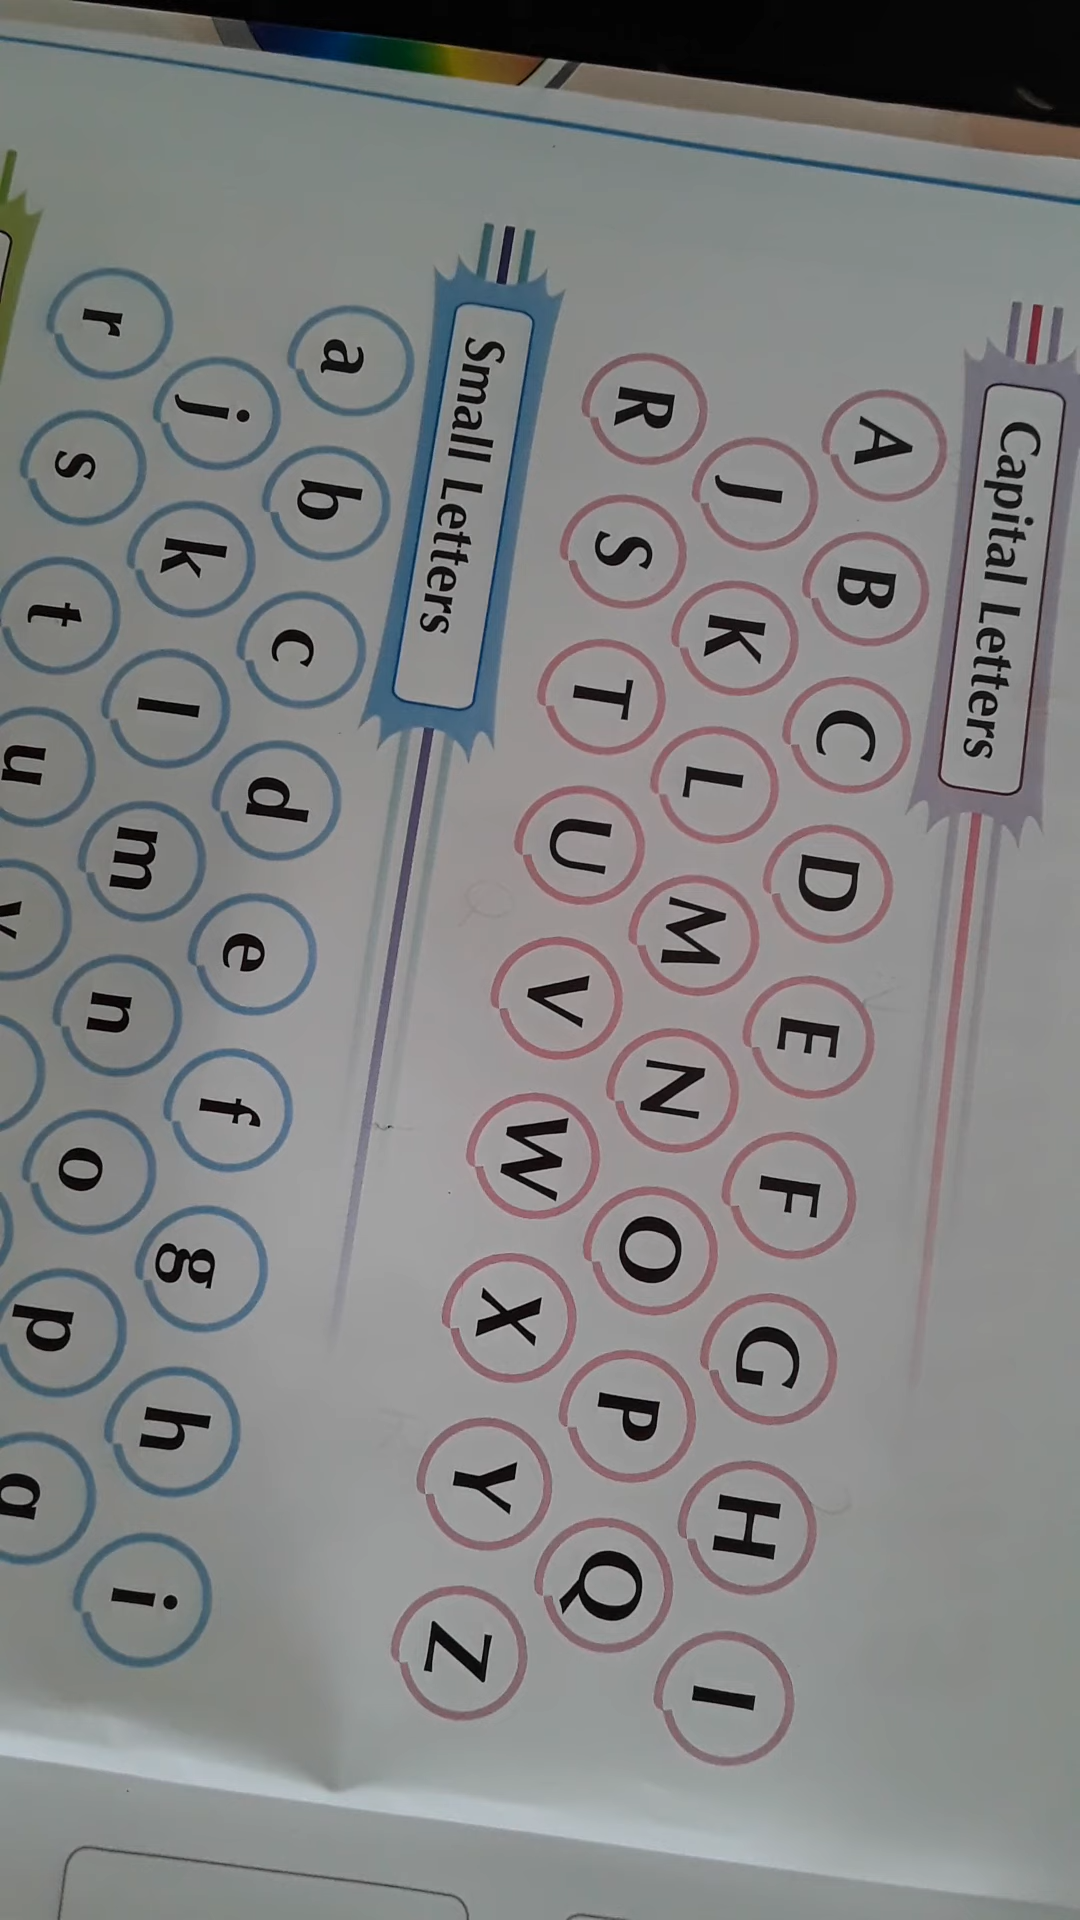 Capital Letters
A B C D E F G H I
J K L M N O P Q
R S T U V W X Y Z
Small Letters
a b c d e f g h i
j k l m n o p q
r s t u v